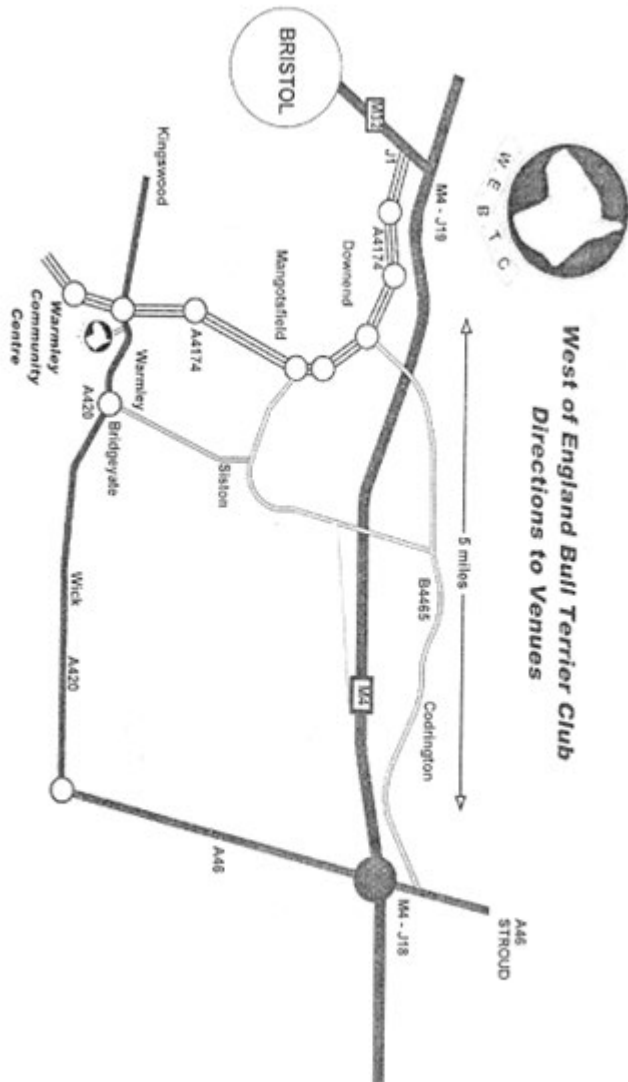 West of England Bull Terrier Club
Directions to Venues
W E B T C
5 miles
BRISTOL
M32
J1
M4 - J19
A4174
Downend
Mangotsfield
A4174
Kingswood
Warmley
Community
Centre
Warmley
A420
Bridgeyate
Siston
B4465
Codrington
M4
Wick
A420
A46
M4 - J18
A46
STROUD